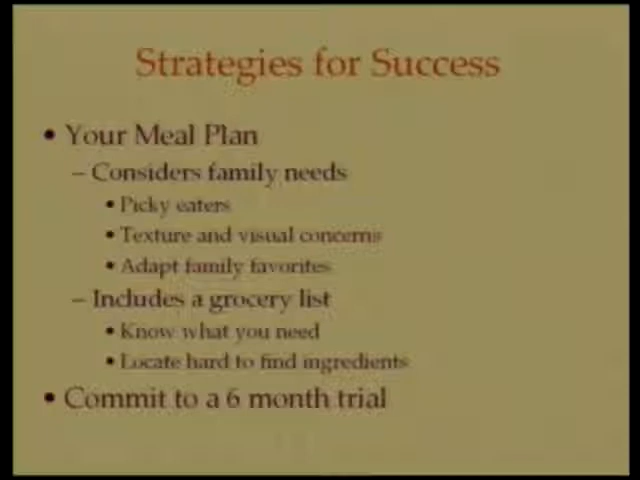 Strategies for Success
• Your Meal Plan
– Considers family needs
• Picky eaters
• Texture and visual concerns
• Adapt family favorites
– Includes a grocery list
• Know what you need
• Locate hard to find ingredients
• Commit to a 6 month trial